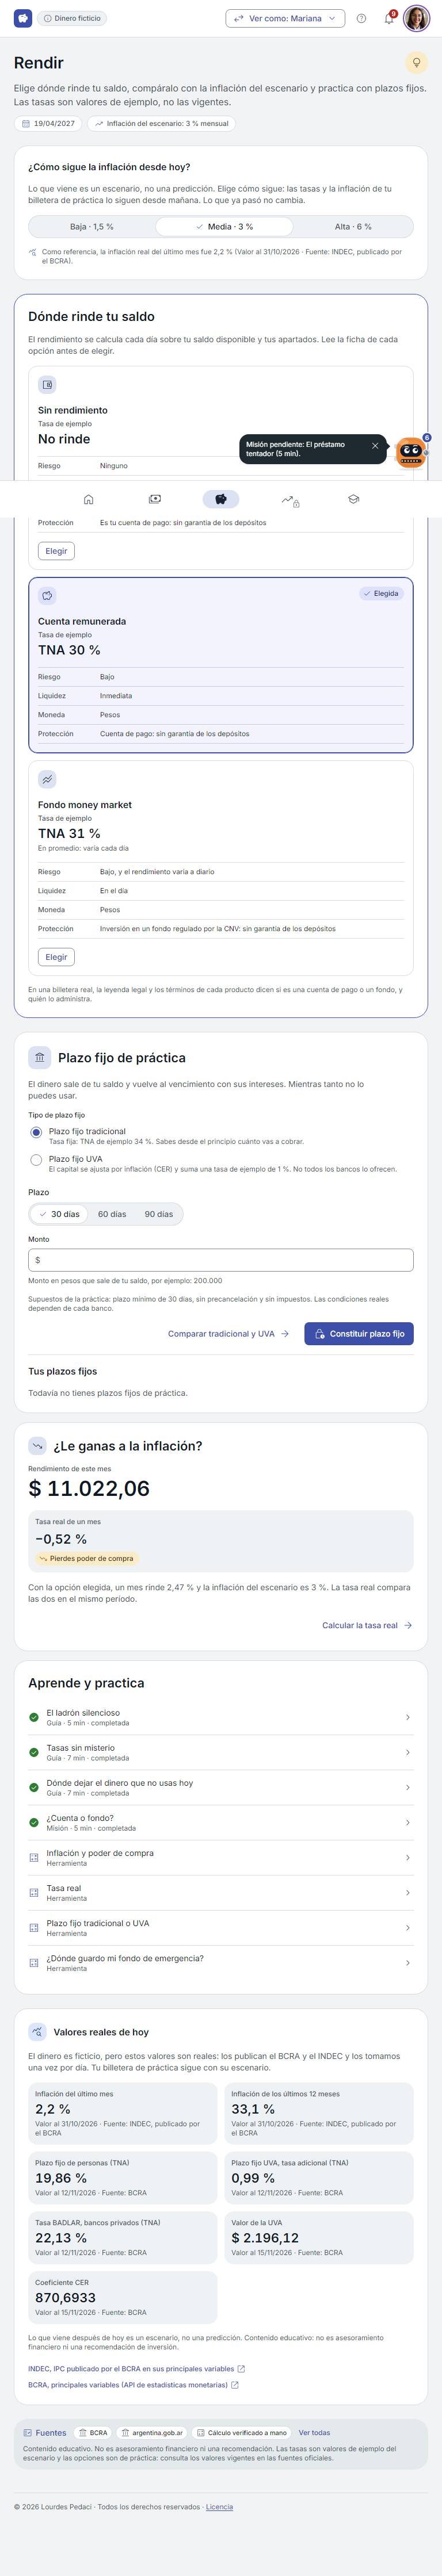 Dinero ficticio
Ver como: Mariana
9
Rendir
Elige dónde rinde tu saldo, compáralo con la inflación del escenario y practica con plazos fijos.
Las tasas son valores de ejemplo, no las vigentes.
19/04/2027
Inflación del escenario: 3 % mensual
¿Cómo sigue la inflación desde hoy?
Lo que viene es un escenario, no una predicción. Elige cómo sigue: las tasas y la inflación de tu
billetera de práctica lo siguen desde mañana. Lo que ya pasó no cambia.
Baja · 1,5 %
Media · 3 %
Alta · 6 %
Como referencia, la inflación real del último mes fue 2,2 % (Valor al 31/10/2026 · Fuente: INDEC, publicado por
el BCRA).
Dónde rinde tu saldo
El rendimiento se calcula cada día sobre tu saldo disponible y tus apartados. Lee la ficha de cada
opción antes de elegir.
Sin rendimiento
Tasa de ejemplo
No rinde
Misión pendiente: El préstamo
tentador (5 min).
6
Riesgo
Ninguno
Protección
Es tu cuenta de pago: sin garantía de los depósitos
Elegir
Elegida
Cuenta remunerada
Tasa de ejemplo
TNA 30 %
Riesgo
Bajo
Liquidez
Inmediata
Moneda
Pesos
Protección
Cuenta de pago: sin garantía de los depósitos
Fondo money market
Tasa de ejemplo
TNA 31 %
En promedio: varía cada día
Riesgo
Bajo, y el rendimiento varía a diario
Liquidez
En el día
Moneda
Pesos
Protección
Inversión en un fondo regulado por la CNV: sin garantía de los depósitos
Elegir
En una billetera real, la leyenda legal y los términos de cada producto dicen si es una cuenta de pago o un fondo, y
quién lo administra.
Plazo fijo de práctica
El dinero sale de tu saldo y vuelve al vencimiento con sus intereses. Mientras tanto no lo
puedes usar.
Tipo de plazo fijo
Plazo fijo tradicional
Tasa fija: TNA de ejemplo 34 %. Sabes desde el principio cuánto vas a cobrar.
Plazo fijo UVA
El capital se ajusta por inflación (CER) y suma una tasa de ejemplo de 1 %. No todos los bancos lo ofrecen.
Plazo
30 días
60 días
90 días
Monto
$
Monto en pesos que sale de tu saldo, por ejemplo: 200.000
Supuestos de la práctica: plazo mínimo de 30 días, sin precancelación y sin impuestos. Las condiciones reales
dependen de cada banco.
Comparar tradicional y UVA
Constituir plazo fijo
Tus plazos fijos
Todavía no tienes plazos fijos de práctica.
¿Le ganas a la inflación?
Rendimiento de este mes
$ 11.022,06
Tasa real de un mes
−0,52 %
Pierdes poder de compra
Con la opción elegida, un mes rinde 2,47 % y la inflación del escenario es 3 %. La tasa real compara
las dos en el mismo período.
Calcular la tasa real
Aprende y practica
El ladrón silencioso
Guía · 5 min · completada
Tasas sin misterio
Guía · 7 min · completada
Dónde dejar el dinero que no usas hoy
Guía · 7 min · completada
¿Cuenta o fondo?
Misión · 5 min · completada
Inflación y poder de compra
Herramienta
Tasa real
Herramienta
Plazo fijo tradicional o UVA
Herramienta
¿Dónde guardo mi fondo de emergencia?
Herramienta
Valores reales de hoy
El dinero es ficticio, pero estos valores son reales: los publican el BCRA y el INDEC y los tomamos
una vez por día. Tu billetera de práctica sigue con su escenario.
Inflación del último mes
2,2 %
Valor al 31/10/2026 · Fuente: INDEC, publicado por
el BCRA
Inflación de los últimos 12 meses
33,1 %
Valor al 31/10/2026 · Fuente: INDEC, publicado por
el BCRA
Plazo fijo de personas (TNA)
19,86 %
Valor al 12/11/2026 · Fuente: BCRA
Plazo fijo UVA, tasa adicional (TNA)
0,99 %
Valor al 12/11/2026 · Fuente: BCRA
Tasa BADLAR, bancos privados (TNA)
22,13 %
Valor al 12/11/2026 · Fuente: BCRA
Valor de la UVA
$ 2.196,12
Valor al 15/11/2026 · Fuente: BCRA
Coeficiente CER
870,6933
Valor al 15/11/2026 · Fuente: BCRA
Lo que viene después de hoy es un escenario, no una predicción. Contenido educativo: no es asesoramiento
financiero ni una recomendación de inversión.
INDEC, IPC publicado por el BCRA en sus principales variables
BCRA, principales variables (API de estadísticas monetarias)
Fuentes
BCRA
argentina.gob.ar
Cálculo verificado a mano
Ver todas
Contenido educativo. No es asesoramiento financiero ni una recomendación. Las tasas son valores de ejemplo del
escenario y las opciones son de práctica: consulta los valores vigentes en las fuentes oficiales.
© 2026 Lourdes Pedaci · Todos los derechos reservados · Licencia